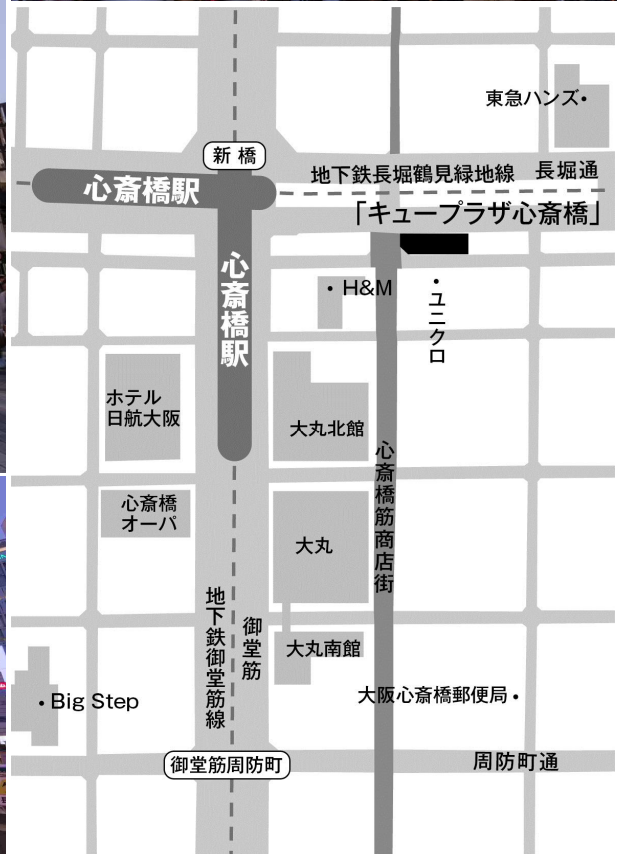 東急ハンズ
新橋
地下鉄長堀鶴見緑地線
長堀通
心斎橋駅
「キュープラザ心斎橋」
心斎橋駅
H&M
ユニクロ
ホテル
日航大阪
大丸北館
心斎橋筋商店街
心斎橋
オーパ
大丸
地下鉄御堂筋線
御堂筋
大丸南館
Big Step
大阪心斎橋郵便局
御堂筋周防町
周防町通